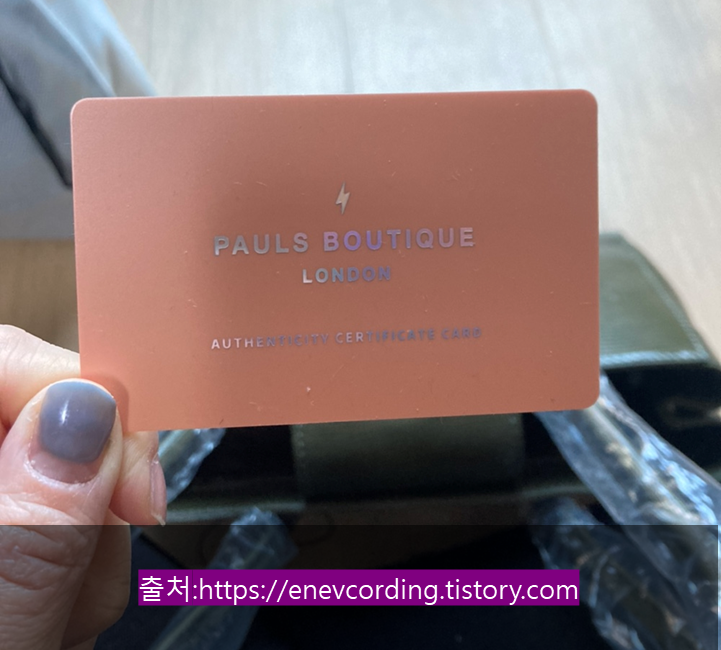 PAULS BOUTIQUE
LONDON
AUTHENTICITY CERTIFICATE CARD
출처:https://enevcording.tistory.com